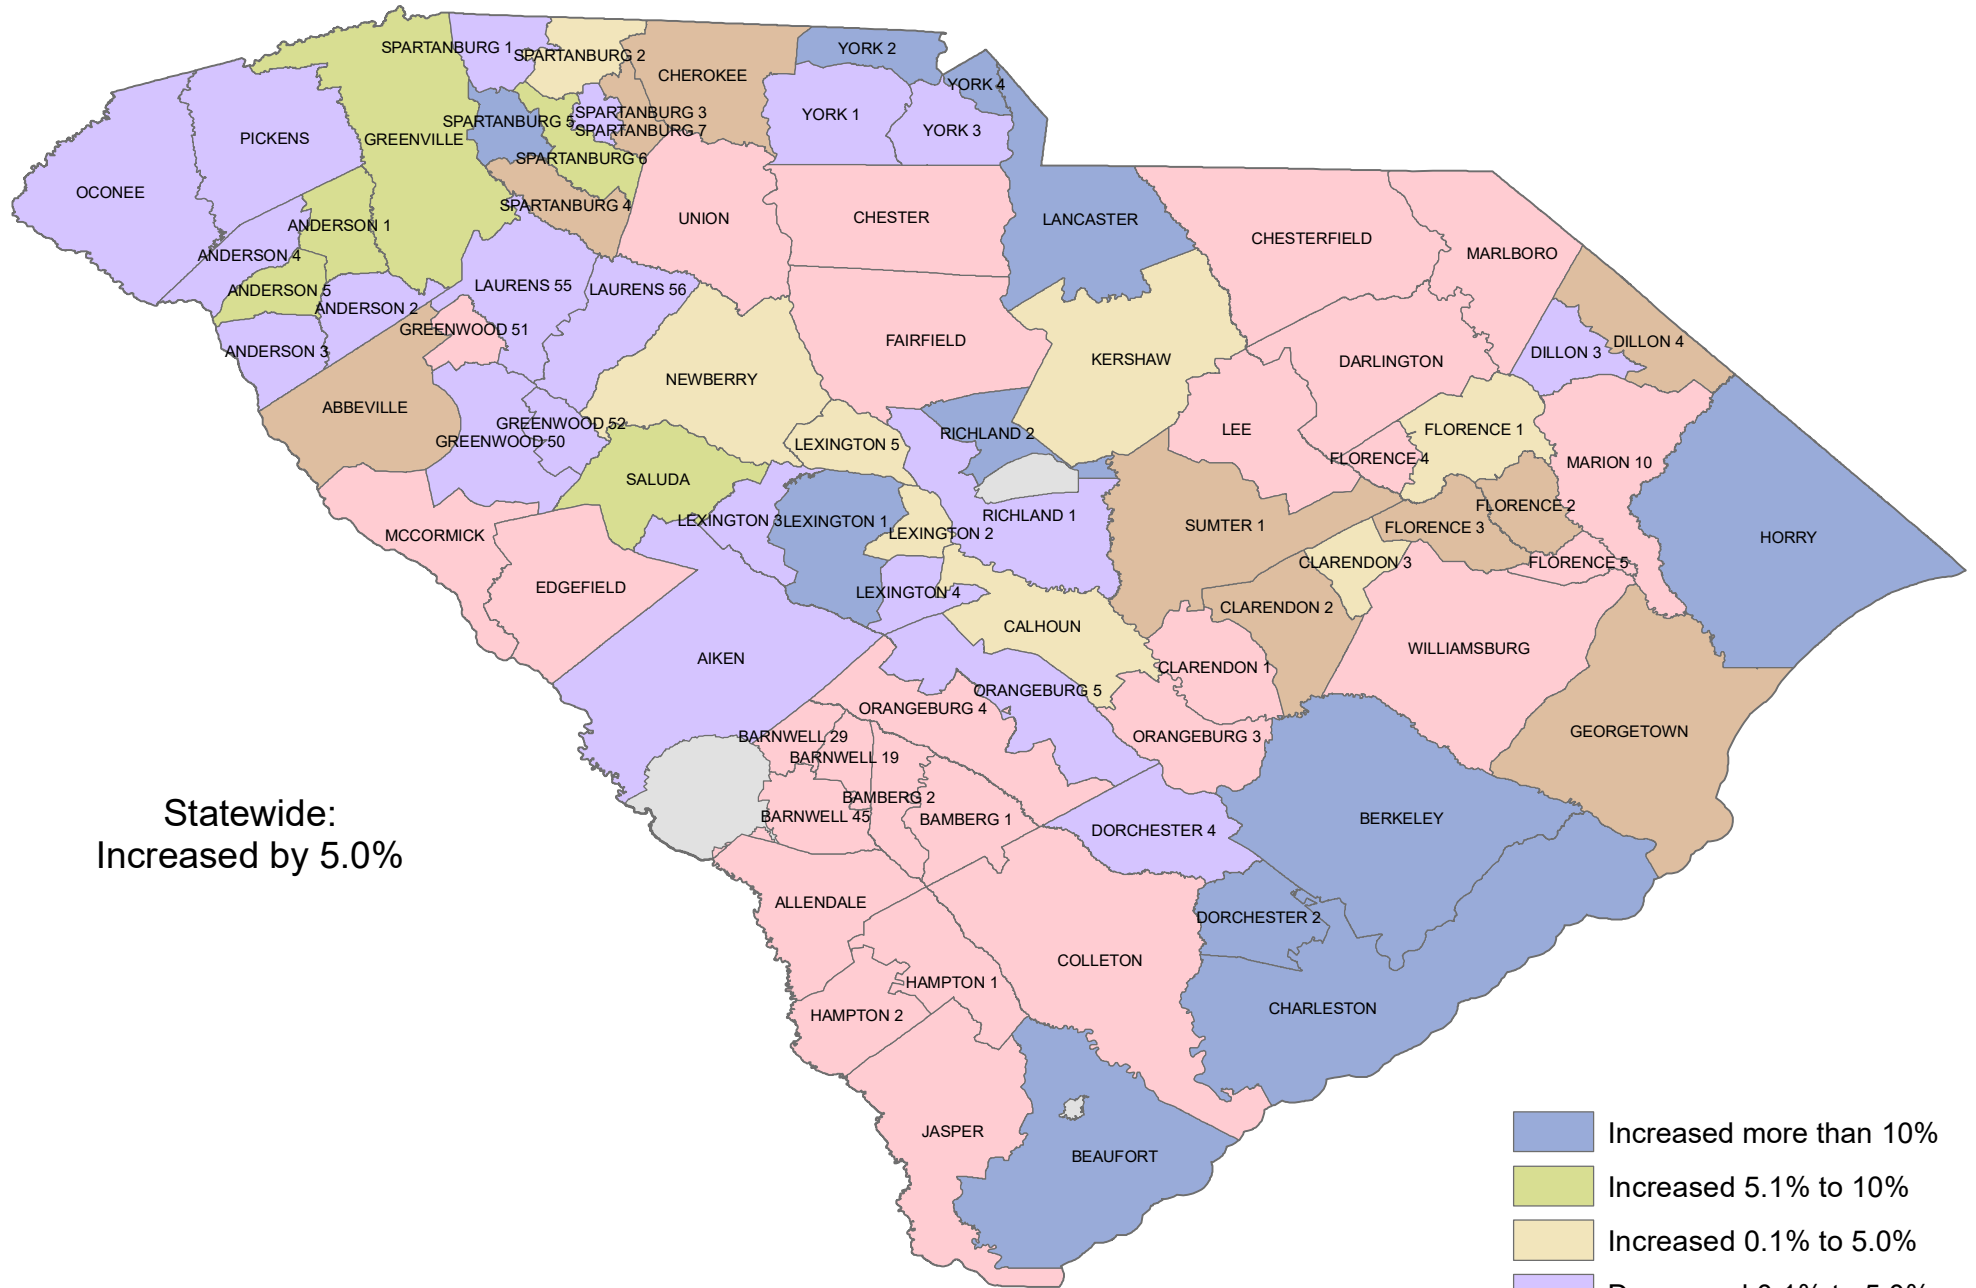 SPARTANBURG 1
SPARTANBURG 2
YORK 2
CHEROKEE
YORK 4
SPARTANBURG 3
SPARTANBURG 5
SPARTANBURG 7
YORK 1
YORK 3
PICKENS
GREENVILLE
SPARTANBURG 6
OCONEE
SPARTANBURG 4
UNION
CHESTER
LANCASTER
ANDERSON 1
CHESTERFIELD
MARLBORO
ANDERSON 4
ANDERSON 5
LAURENS 55
LAURENS 56
ANDERSON 2
GREENWOOD 51
FAIRFIELD
DILLON 4
ANDERSON 3
KERSHAW
DARLINGTON
DILLON 3
NEWBERRY
ABBEVILLE
GREENWOOD 52
GREENWOOD 50
LEXINGTON 5
RICHLAND 2
LEE
FLORENCE 1
FLORENCE 4
MARION 10
SALUDA
LEXINGTON 3
LEXINGTON 1
RICHLAND 1
FLORENCE 2
SUMTER 1
FLORENCE 3
MCCORMICK
LEXINGTON 2
HORRY
CLARENDON 3
FLORENCE 5
EDGEFIELD
LEXINGTON 4
CLARENDON 2
CALHOUN
WILLIAMSBURG
AIKEN
CLARENDON 1
ORANGEBURG 5
ORANGEBURG 4
ORANGEBURG 3
GEORGETOWN
BARNWELL 29
BARNWELL 19
BAMBERG 2
BARNWELL 45
BAMBERG 1
BERKELEY
DORCHESTER 4
Statewide:
Increased by 5.0%
ALLENDALE
DORCHESTER 2
COLLETON
HAMPTON 1
CHARLESTON
HAMPTON 2
JASPER
BEAUFORT
Increased more than 10%
Increased 5.1% to 10%
Increased 0.1% to 5.0%